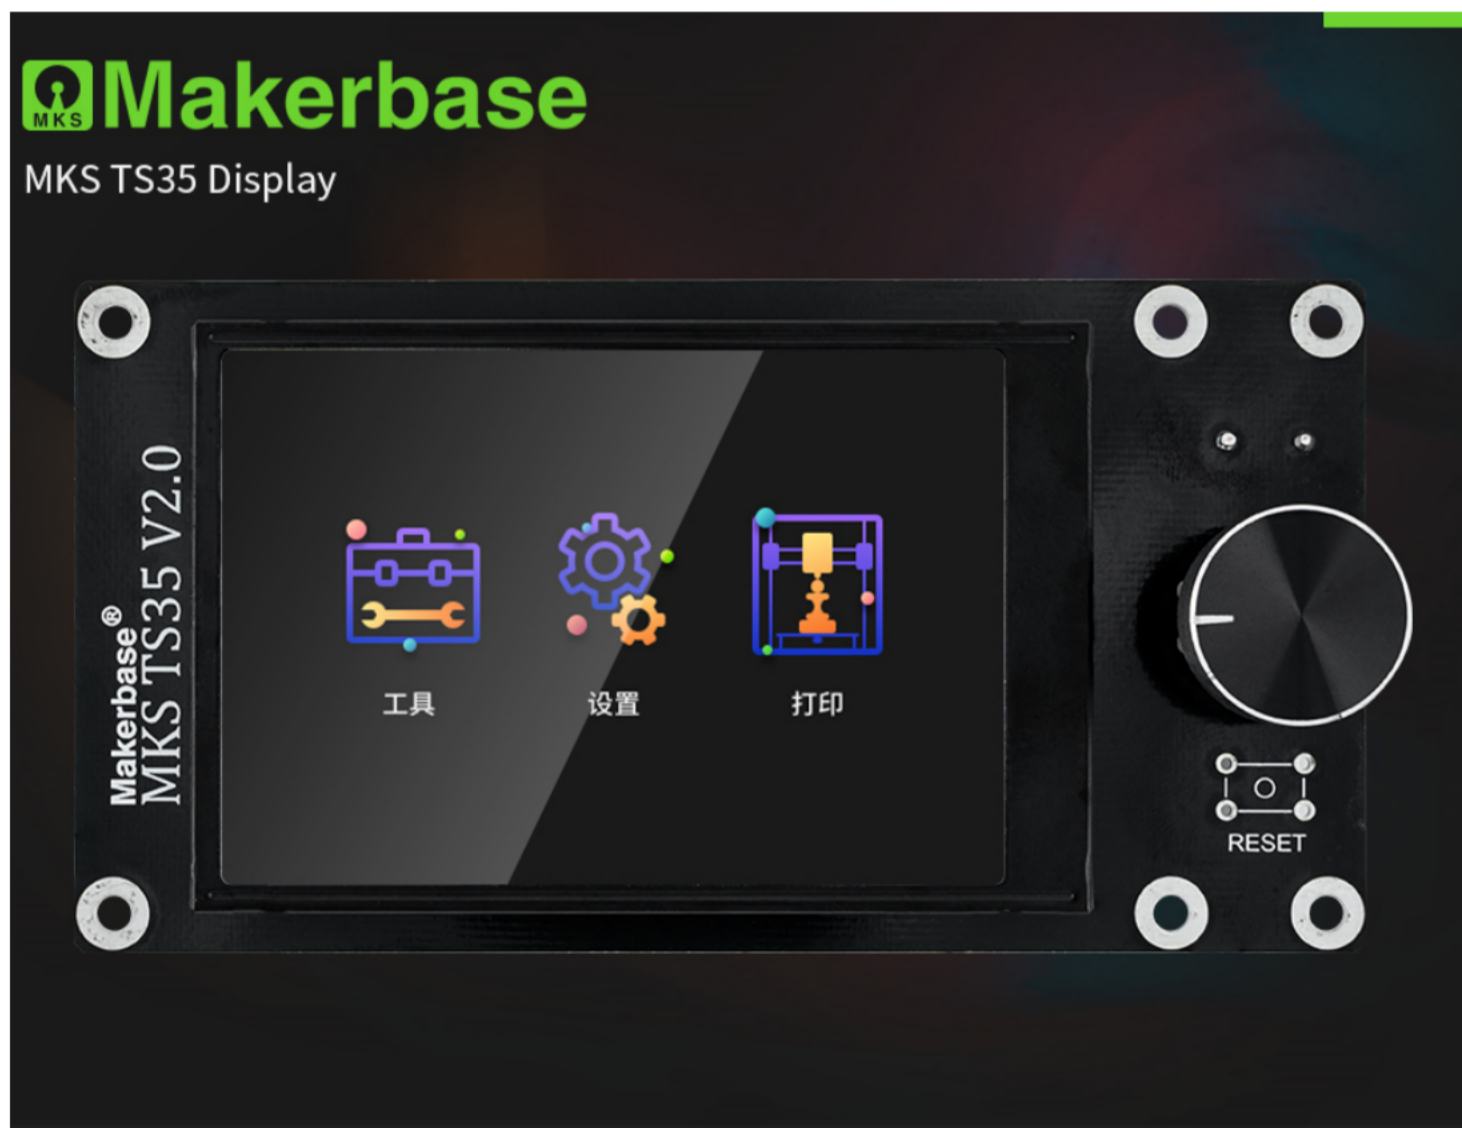 MKS
Makerbase
MKS TS35 Display
Makerbase®
MKS TS35 V2.0
工具
设置
打印
RESET